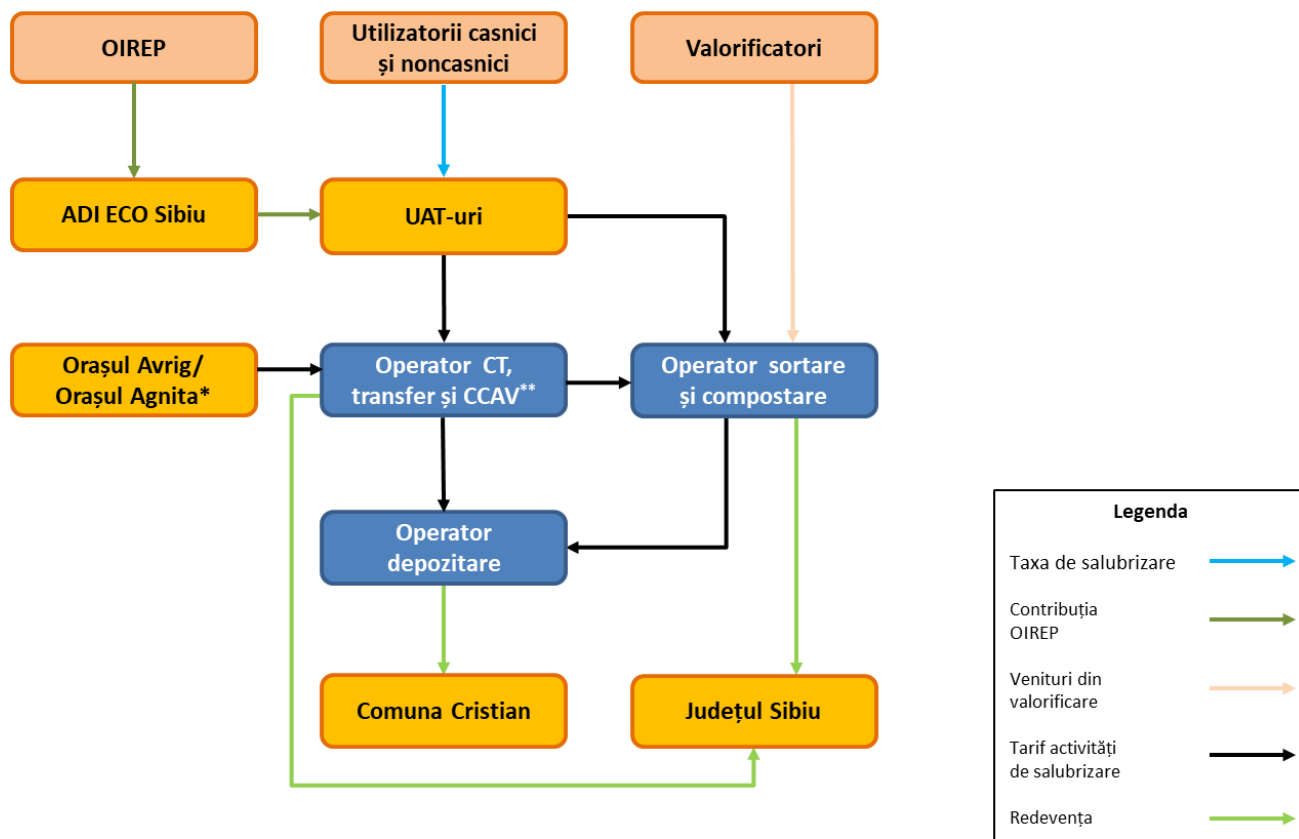 OIREP
Utilizatorii casnici
și noncasnici
Valorificatori
ADI ECO Sibiu
UAT-uri
Orașul Avrig/
Orașul Agnita*
Operator CT,
transfer și CCAV**
Operator sortare
și compostare
Operator
depozitare
Comuna Cristian
Județul Sibiu
Legenda
Taxa de salubrizare
Contribuția
OIREP
Venituri din
valorificare
Tarif activități
de salubrizare
Redevența